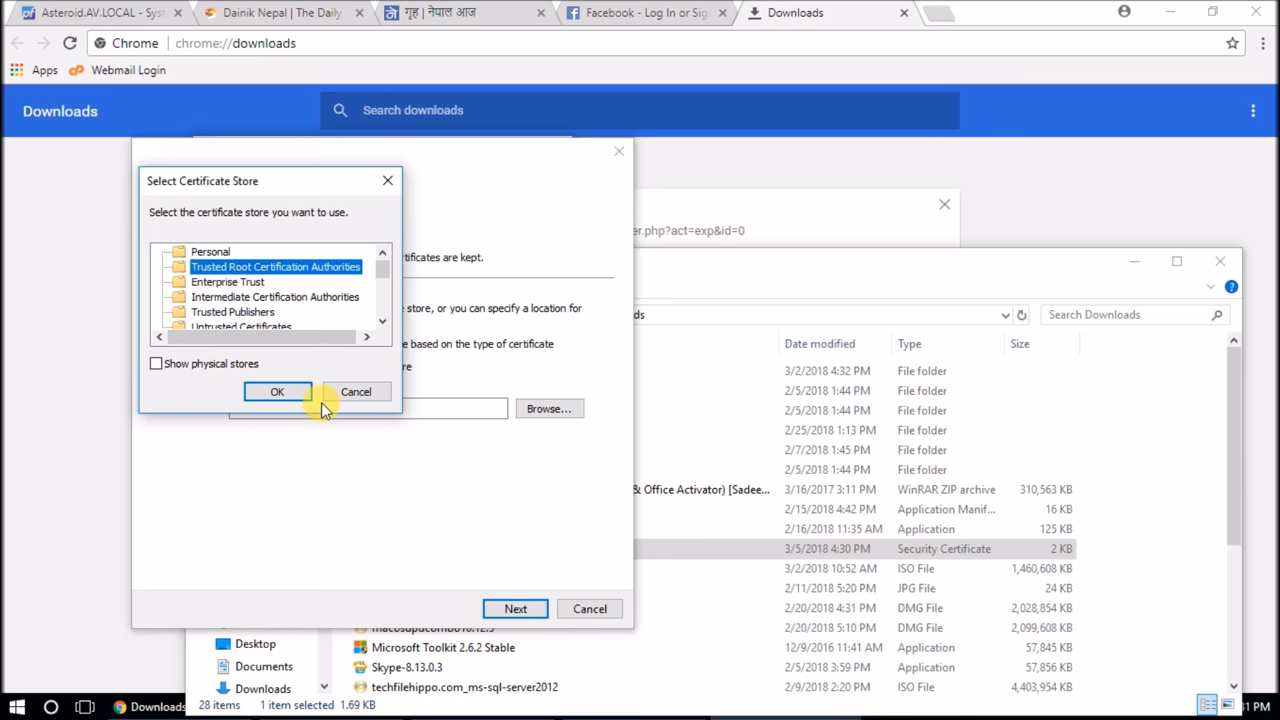 Asteroid.AV.LOCAL - Syst
Dainik Nepal | The Daily
गृह | नेपाल आज
Facebook - Log In or Sig
Downloads
Chrome
chrome://downloads
Apps
Webmail Login
Downloads
Search downloads
Select Certificate Store
Select the certificate store you want to use.
Personal
Trusted Root Certification Authorities
Enterprise Trust
Intermediate Certification Authorities
Trusted Publishers
Untrusted Certificates
Show physical stores
OK
Cancel
tificates are kept.
e store, or you can specify a location for
e based on the type of certificate
re
Browse...
Next
Cancel
er.php?act=exp&id=0
ds
Search Downloads
Date modified Type Size
3/2/2018 4:32 PM File folder
2/5/2018 1:44 PM File folder
2/5/2018 1:44 PM File folder
2/25/2018 1:13 PM File folder
2/7/2018 1:45 PM File folder
2/5/2018 1:44 PM File folder
& Office Activator) [Sadee... 3/16/2017 3:11 PM WinRAR ZIP archive 310,563 KB
2/15/2018 4:42 PM Application Manif... 16 KB
2/16/2018 11:35 AM Application 125 KB
3/5/2018 4:30 PM Security Certificate 2 KB
3/2/2018 10:52 AM ISO File 1,460,608 KB
2/11/2018 5:20 PM JPG File 24 KB
2/20/2018 4:31 PM DMG File 2,028,854 KB
2/20/2018 5:10 PM DMG File 2,099,608 KB
Microsoft Toolkit 2.6.2 Stable 12/9/2016 11:41 AM Application 57,845 KB
Skype-8.13.0.3 2/5/2018 3:59 PM Application 57,856 KB
techfilehippo.com_ms-sql-server2012 2/9/2018 2:20 PM ISO File 4,403,954 KB
Desktop
Documents
Downloads
28 items 1 item selected 1.69 KB
Downloads
31 PM